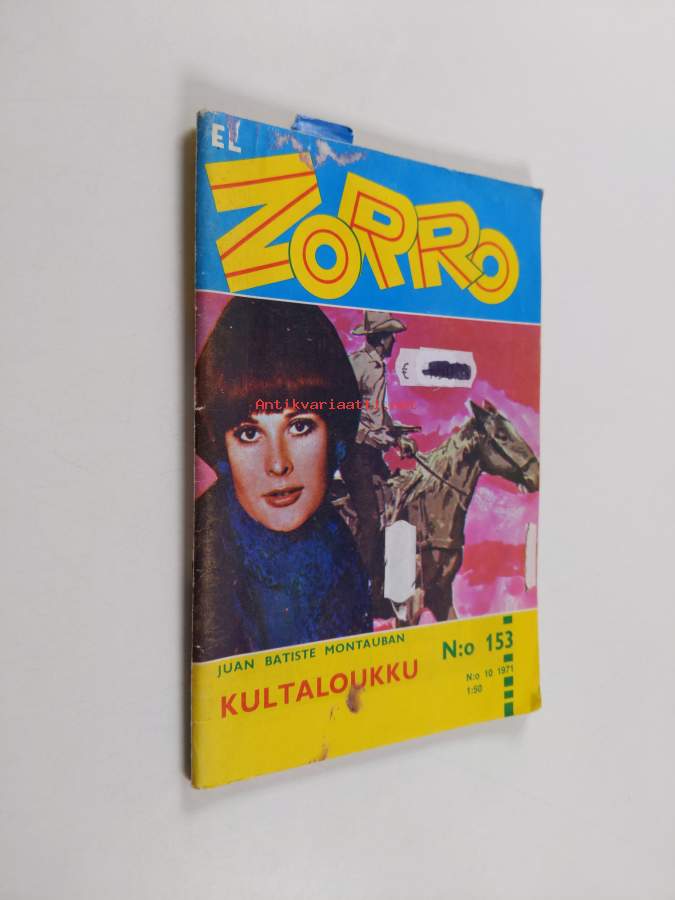 EL
ZORRO
€
Antikvariaatti.net
JUAN BATISTE MONTAUBAN
N:o 153
KULTALOUKKU
N:o 10 1971
1:50